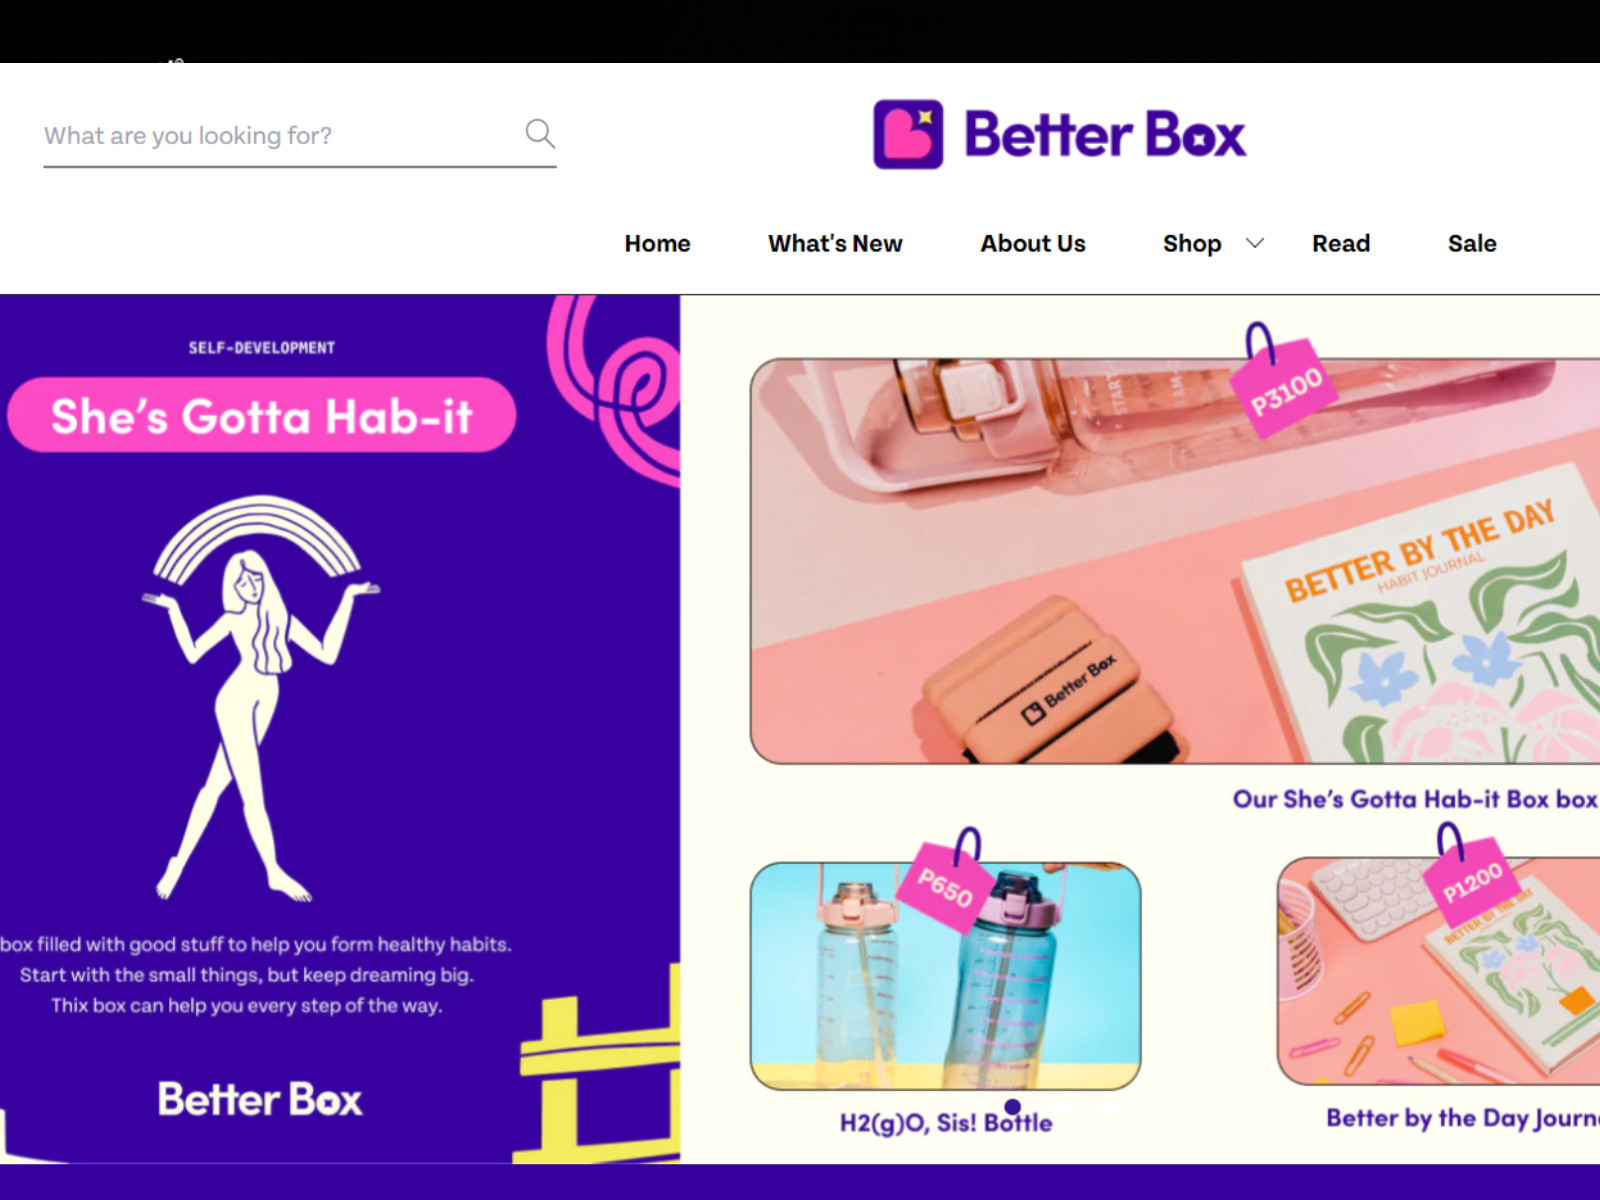 What are you looking for?
Better Box
Home What's New About Us Shop Read Sale
SELF-DEVELOPMENT
She's Gotta Hab-it
box filled with good stuff to help you form healthy habits.
Start with the small things, but keep dreaming big.
Thix box can help you every step of the way.
Better Box
P3100
START
AM
BETTER BY THE DAY
HABIT JOURNAL
Better Box
Our She's Gotta Hab-it Box box
P650
H2(g)O, Sis! Bottle
P1200
BETTER BY THE DAY
Better by the Day Journ